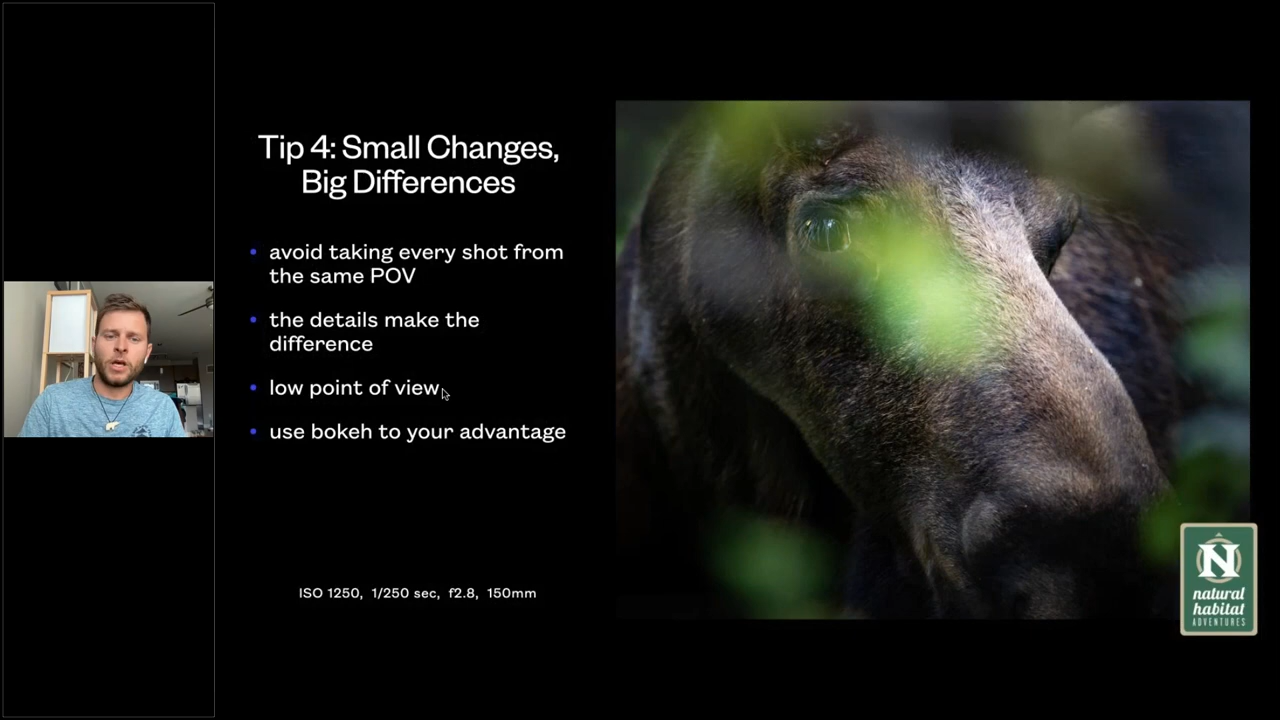 Tip 4: Small Changes,
Big Differences
avoid taking every shot from
the same POV
the details make the
difference
low point of view
use bokeh to your advantage
ISO 1250, 1/250 sec, f2.8, 150mm
N
natural
habitat
ADVENTURES